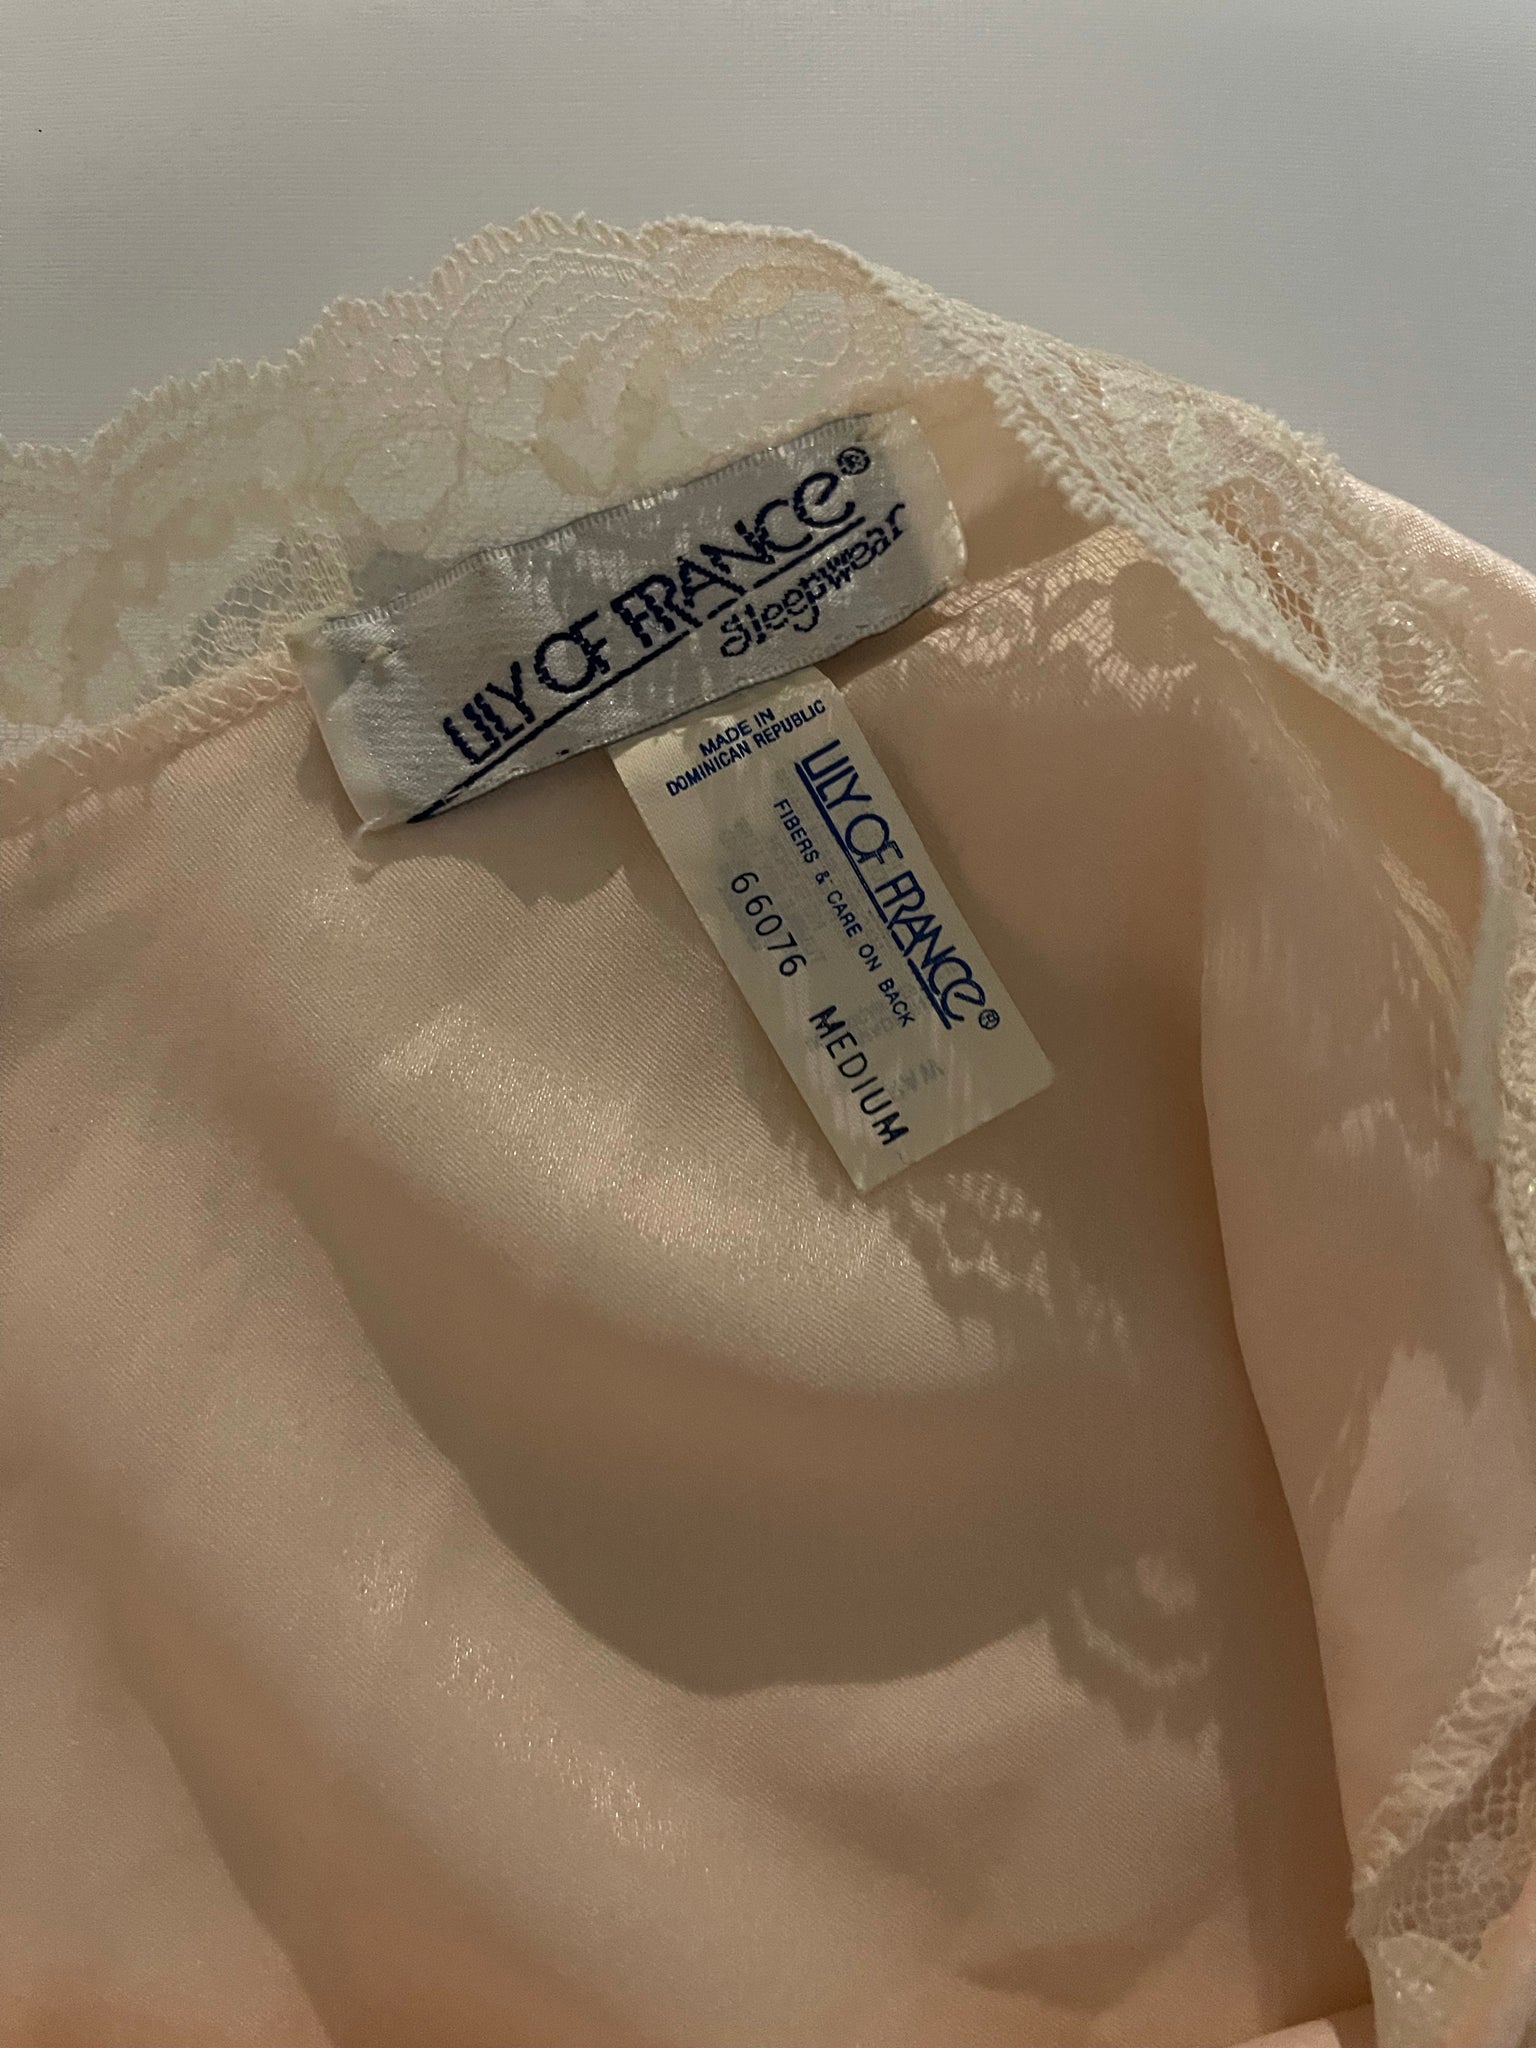 LILY OF FRANCE®
Sleepwear
MADE IN
DOMINICAN REPUBLIC
LILY OF FRANCE®
FIBERS & CARE ON BACK
66076 MEDIUM